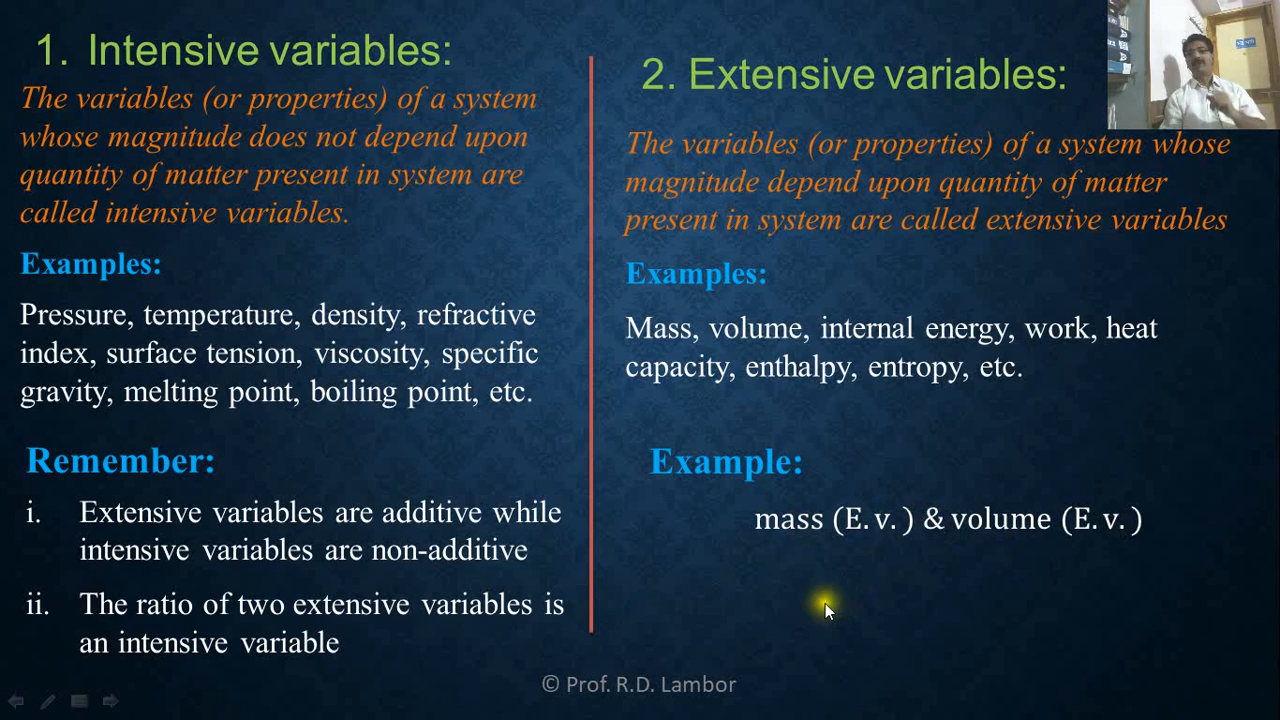 1. Intensive variables:
The variables (or properties) of a system
whose magnitude does not depend upon
quantity of matter present in system are
called intensive variables.
Examples:
Pressure, temperature, density, refractive
index, surface tension, viscosity, specific
gravity, melting point, boiling point, etc.
Remember:
i. Extensive variables are additive while
intensive variables are non-additive
ii. The ratio of two extensive variables is
an intensive variable
2. Extensive variables:
The variables (or properties) of a system whose
magnitude depend upon quantity of matter
present in system are called extensive variables
Examples:
Mass, volume, internal energy, work, heat
capacity, enthalpy, entropy, etc.
Example:
mass (E. v. ) & volume (E. v. )
© Prof. R.D. Lambor